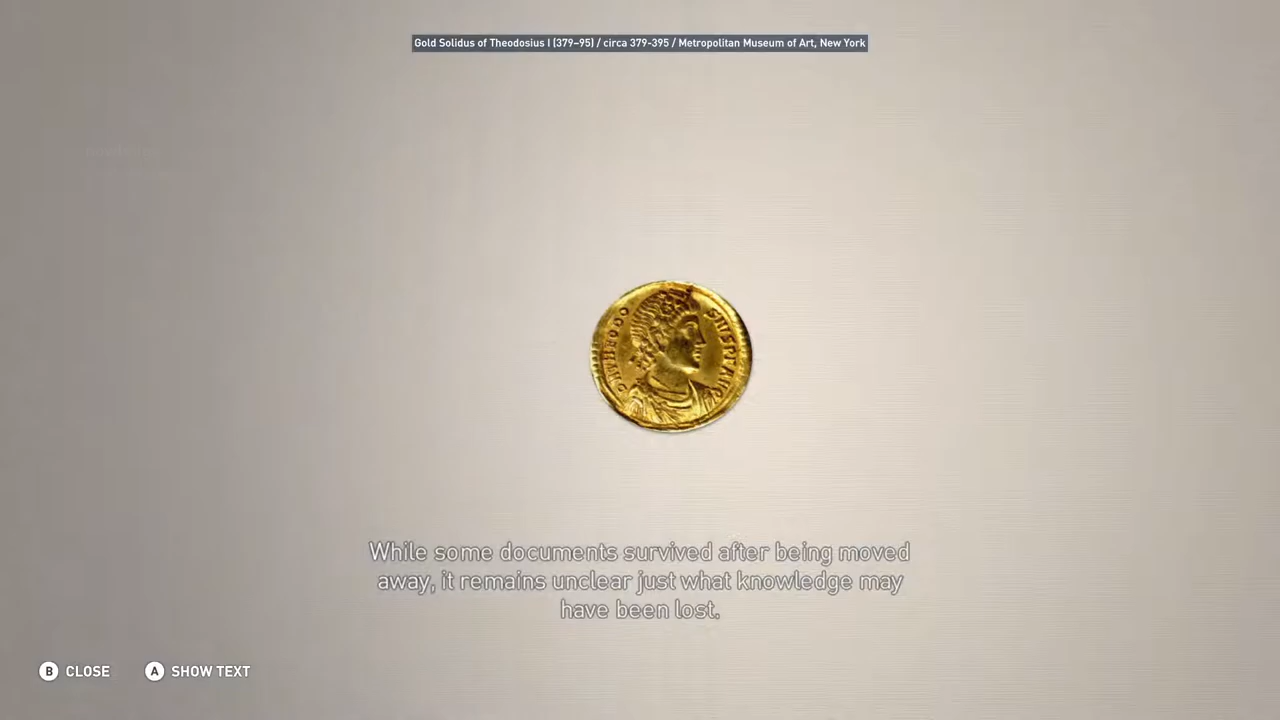 Gold Solidus of Theodosius I (379–95) / circa 379-395 / Metropolitan Museum of Art, New York
While some documents survived after being moved
away, it remains unclear just what knowledge may
have been lost.
B CLOSE A SHOW TEXT